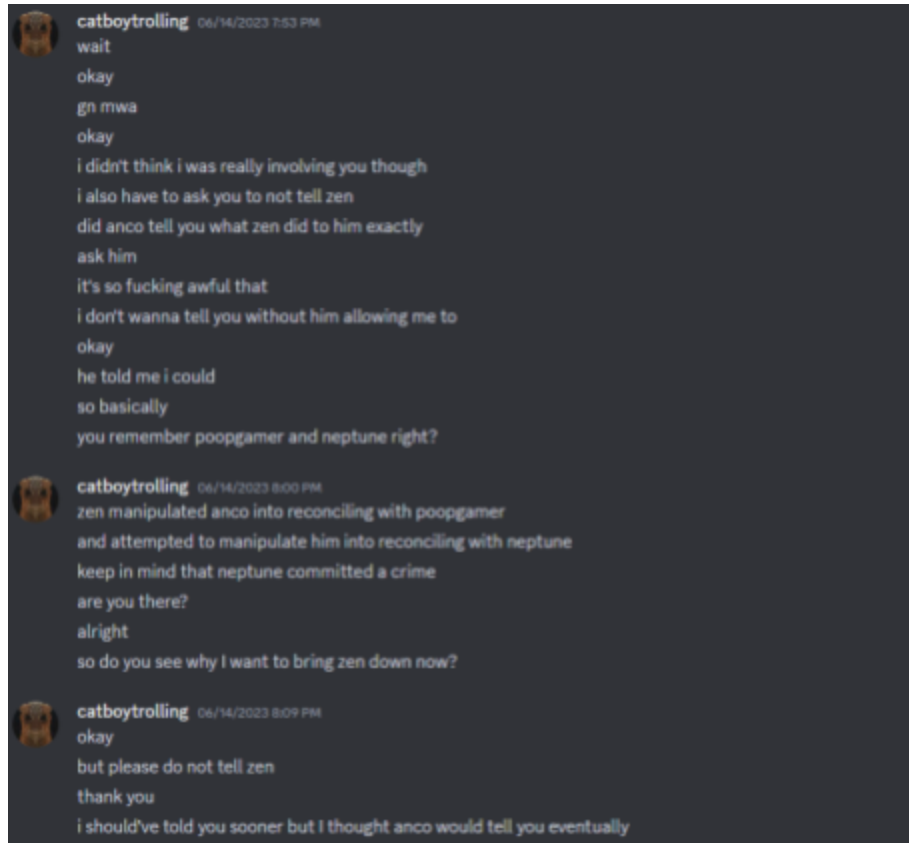 catboytrolling 06/14/2023 7:53 PM
wait
okay
gn mwa
okay
i didn't think i was really involving you though
i also have to ask you to not tell zen
did anco tell you what zen did to him exactly
ask him
it's so fucking awful that
i don't wanna tell you without him allowing me to
okay
he told me i could
so basically
you remember poopgamer and neptune right?
catboytrolling 06/14/2023 8:00 PM
zen manipulated anco into reconciling with poopgamer
and attempted to manipulate him into reconciling with neptune
keep in mind that neptune committed a crime
are you there?
alright
so do you see why I want to bring zen down now?
catboytrolling 06/14/2023 8:09 PM
okay
but please do not tell zen
thank you
i should've told you sooner but I thought anco would tell you eventually